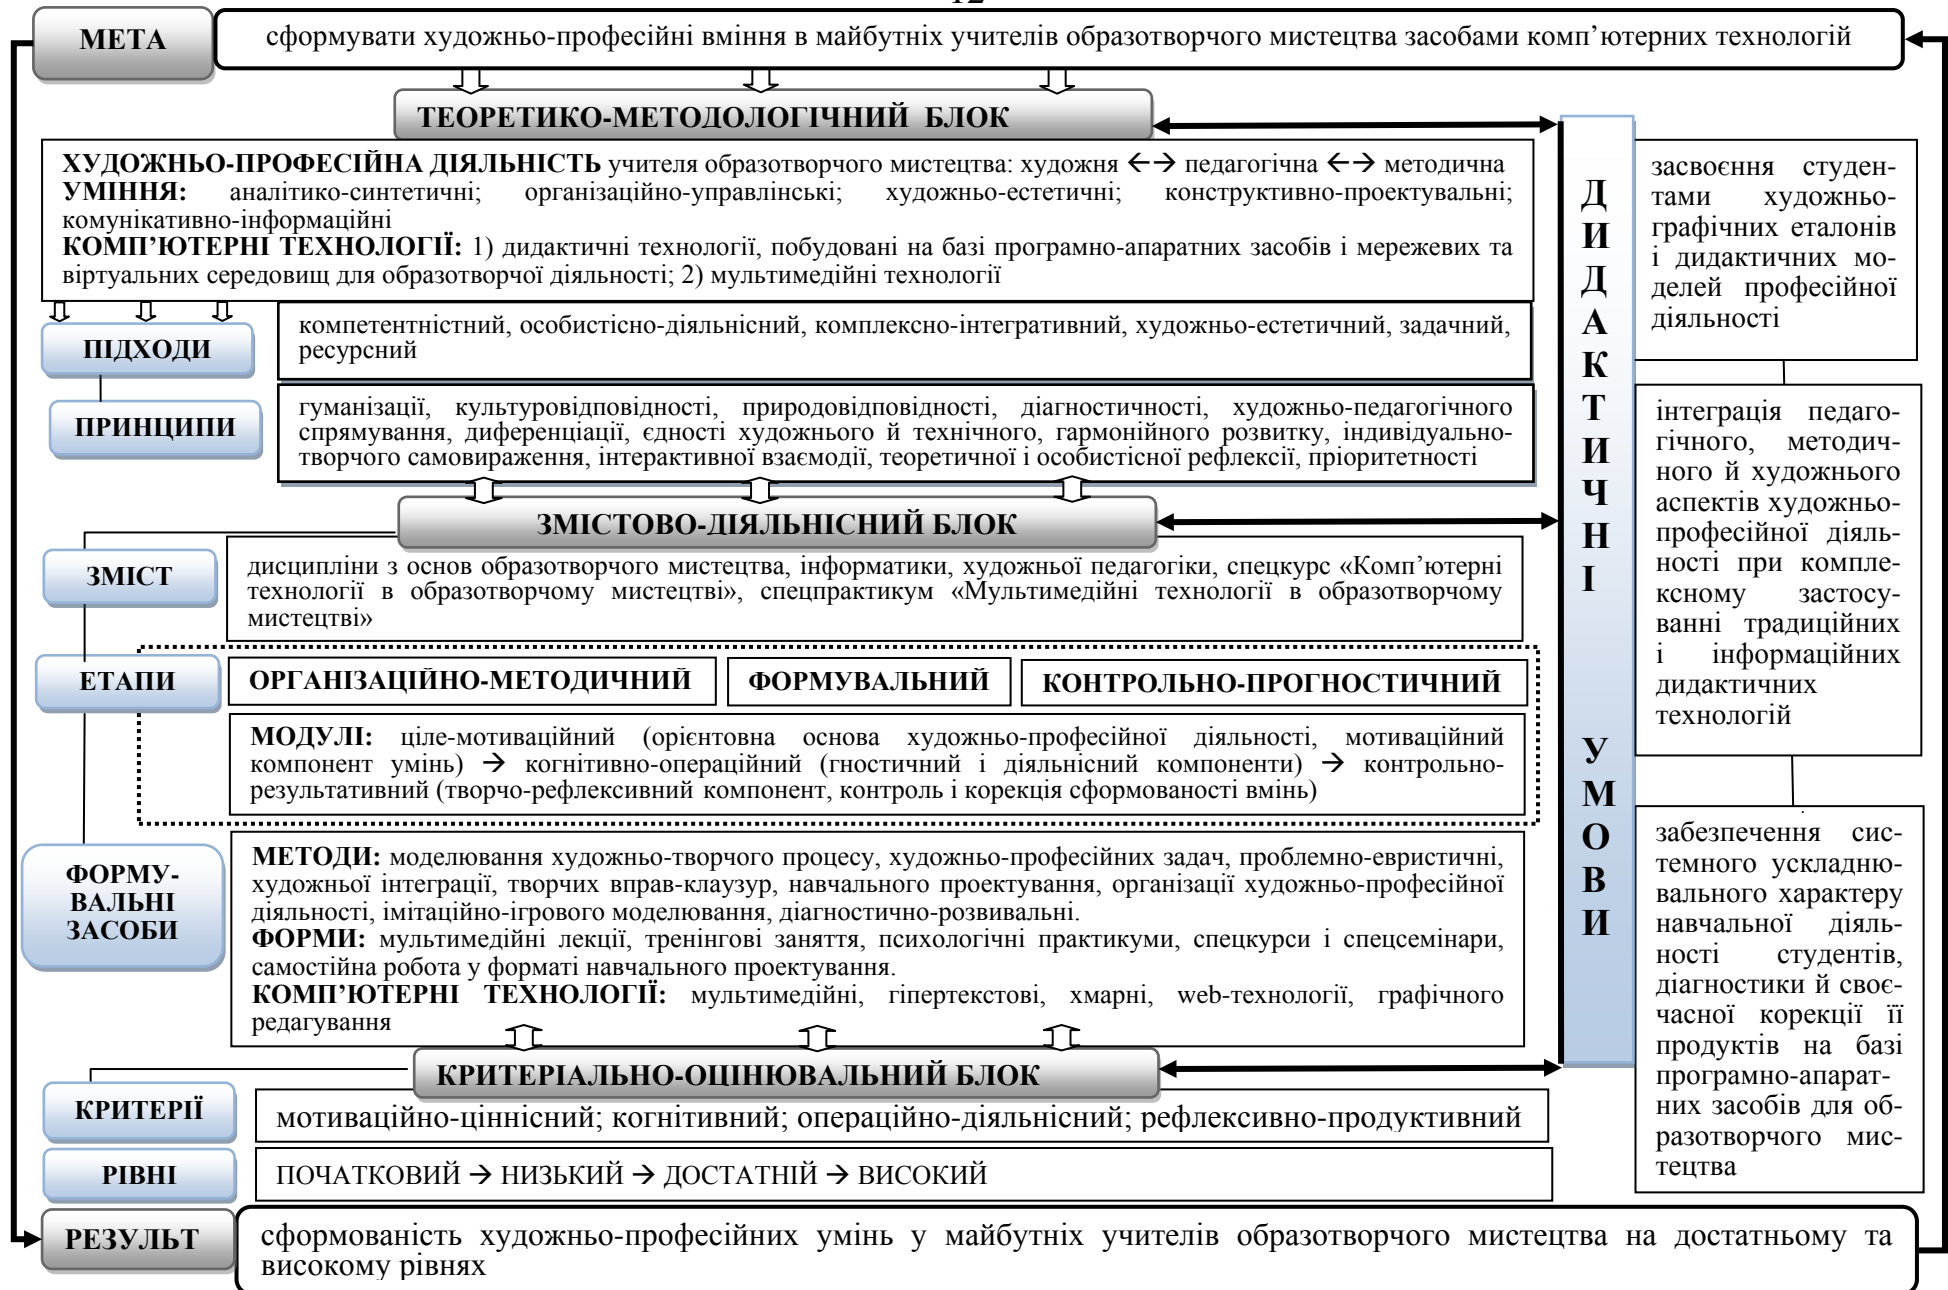 МЕТА
сформувати художньо-професійні вміння в майбутніх учителів образотворчого мистецтва засобами комп’ютерних технологій
ТЕОРЕТИКО-МЕТОДОЛОГІЧНИЙ БЛОК
ХУДОЖНЬО-ПРОФЕСІЙНА ДІЯЛЬНІСТЬ учителя образотворчого мистецтва: художня ←→ педагогічна ←→ методична
УМІННЯ: аналітико-синтетичні; організаційно-управлінські; художньо-естетичні; конструктивно-проектувальні;
комунікативно-інформаційні
КОМП’ЮТЕРНІ ТЕХНОЛОГІЇ: 1) дидактичні технології, побудовані на базі програмно-апаратних засобів і мережевих та
віртуальних середовищ для образотворчої діяльності; 2) мультимедійні технології
ПІДХОДИ
компетентністний, особистісно-діяльнісний, комплексно-інтегративний, художньо-естетичний, задачний,
ресурсний
ПРИНЦИПИ
гуманізації, культуровідповідності, природовідповідності, діагностичності, художньо-педагогічного
спрямування, диференціації, єдності художнього й технічного, гармонійного розвитку, індивідуально-
творчого самовираження, інтерактивної взаємодії, теоретичної і особистісної рефлексії, пріоритетності
ЗМІСТОВО-ДІЯЛЬНІСНИЙ БЛОК
ЗМІСТ
дисципліни з основ образотворчого мистецтва, інформатики, художньої педагогіки, спецкурс «Комп’ютерні
технології в образотворчому мистецтві», спецпрактикум «Мультимедійні технології в образотворчому
мистецтві»
ЕТАПИ
ОРГАНІЗАЦІЙНО-МЕТОДИЧНИЙ
ФОРМУВАЛЬНИЙ
КОНТРОЛЬНО-ПРОГНОСТИЧНИЙ
МОДУЛІ: ціле-мотиваційний (орієнтовна основа художньо-професійної діяльності, мотиваційний
компонент умінь) → когнітивно-операційний (гностичний і діяльнісний компоненти) → контрольно-
результативний (творчо-рефлексивний компонент, контроль і корекція сформованості вмінь)
ФОРМУ-
ВАЛЬНІ
ЗАСОБИ
МЕТОДИ: моделювання художньо-творчого процесу, художньо-професійних задач, проблемно-евристичні,
художньої інтеграції, творчих вправ-клаузур, навчального проектування, організації художньо-професійної
діяльності, імітаційно-ігрового моделювання, діагностично-розвивальні.
ФОРМИ: мультимедійні лекції, тренінгові заняття, психологічні практикуми, спецкурси і спецсемінари,
самостійна робота у форматі навчального проектування.
КОМП’ЮТЕРНІ ТЕХНОЛОГІЇ: мультимедійні, гіпертекстові, хмарні, web-технології, графічного
редагування
КРИТЕРІАЛЬНО-ОЦІНЮВАЛЬНИЙ БЛОК
КРИТЕРІЇ
мотиваційно-ціннісний; когнітивний; операційно-діяльнісний; рефлексивно-продуктивний
РІВНІ
ПОЧАТКОВИЙ → НИЗЬКИЙ → ДОСТАТНІЙ → ВИСОКИЙ
РЕЗУЛЬТ
сформованість художньо-професійних умінь у майбутніх учителів образотворчого мистецтва на достатньому та
високому рівнях
ДИДАКТИЧНІ УМОВИ
засвоєння студен-
тами художньо-
графічних еталонів
і дидактичних мо-
делей професійної
діяльності
інтеграція педаго-
гічного, методич-
ного й художнього
аспектів художньо-
професійної діяль-
ності при компле-
ксному застосу-
ванні традиційних
і інформаційних
дидактичних
технологій
забезпечення сис-
темного ускладню-
вального характеру
навчальної діяль-
ності студентів,
діагностики й своє-
часної корекції її
продуктів на базі
програмно-апарат-
них засобів для об-
разотворчого мис-
тецтва